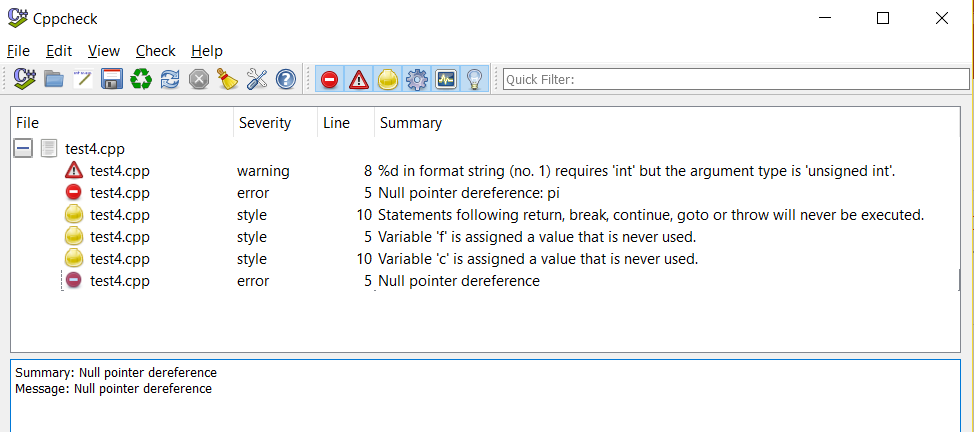 Cppcheck
File Edit View Check Help
Quick Filter:
File Severity Line Summary
test4.cpp
test4.cpp warning 8 %d in format string (no. 1) requires 'int' but the argument type is 'unsigned int'.
test4.cpp error 5 Null pointer dereference: pi
test4.cpp style 10 Statements following return, break, continue, goto or throw will never be executed.
test4.cpp style 5 Variable 'f' is assigned a value that is never used.
test4.cpp style 10 Variable 'c' is assigned a value that is never used.
test4.cpp error 5 Null pointer dereference
Summary: Null pointer dereference
Message: Null pointer dereference